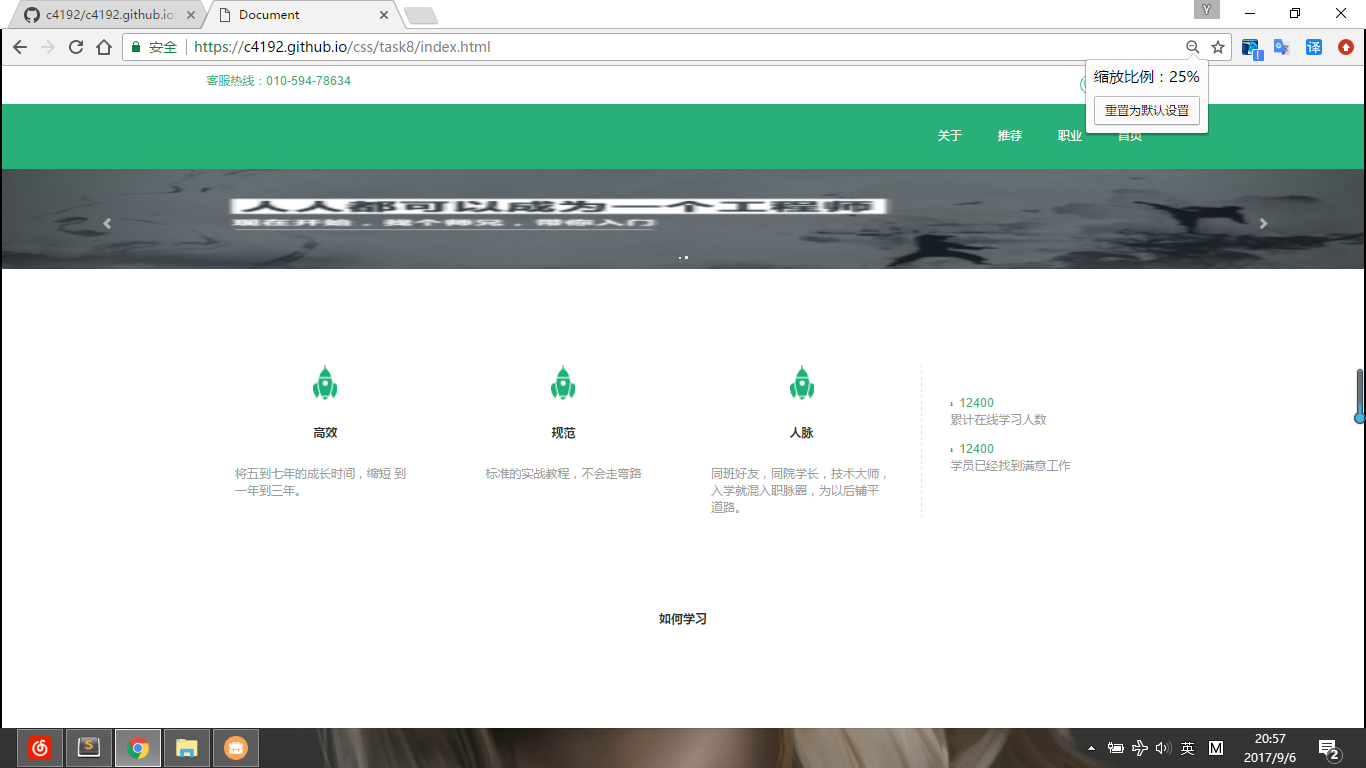 c4192/c4192.github.io:
Document
Y
安全
https://c4192.github.io/css/task8/index.html
译
缩放比例：25%
重置为默认设置
客服热线：010-594-78634
关于
推荐
职业
首页
人人都可以成为一个工程师
现在开始，找个师兄，带你入门
高效
将五到七年的成长时间，缩短 到
一年到三年。
规范
标准的实战教程，不会走弯路
人脉
同班好友，同院学长，技术大师，
入学就混入职脉圈，为以后铺平
道路。
12400
累计在线学习人数
12400
学员已经找到满意工作
如何学习
S
英
M
20:57
2017/9/6
2